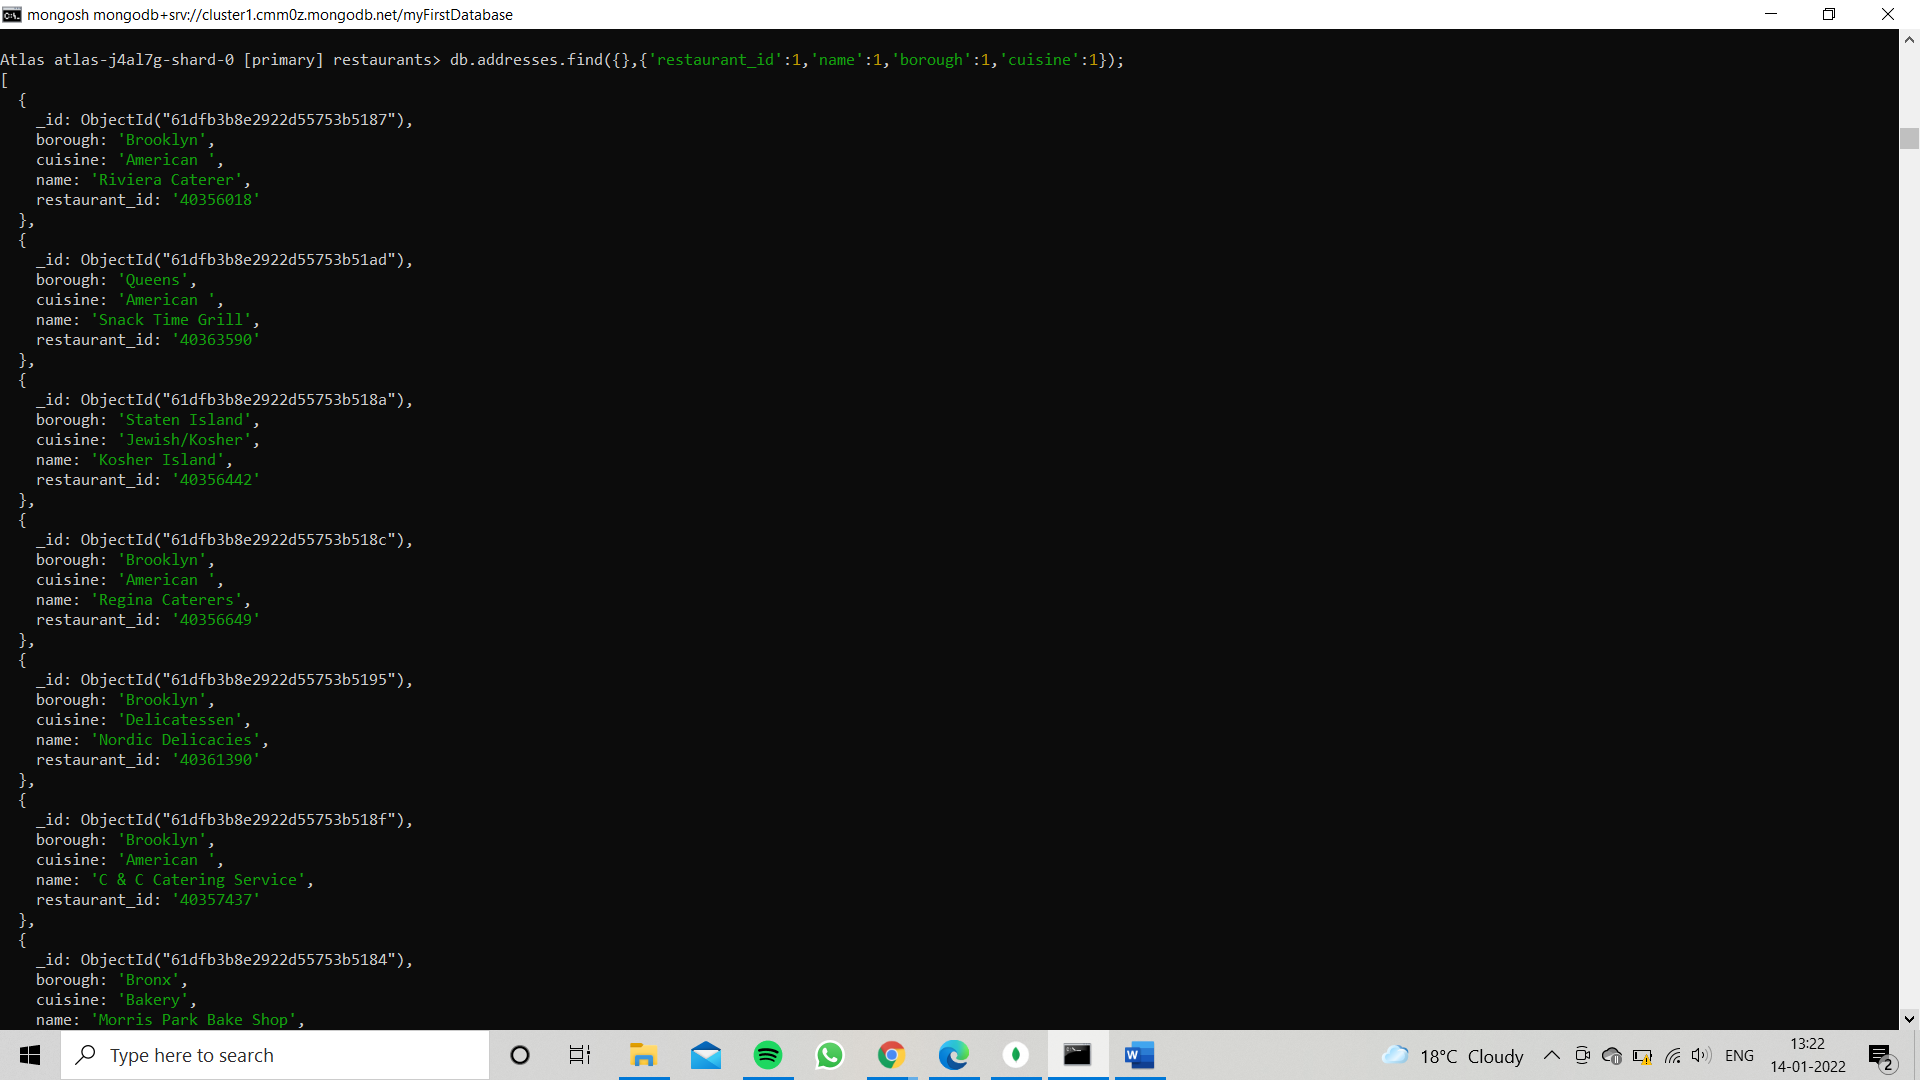 mongosh mongodb+srv://cluster1.cmm0z.mongodb.net/myFirstDatabase
Atlas atlas-j4al7g-shard-0 [primary] restaurants> db.addresses.find({},{'restaurant_id':1,'name':1,'borough':1,'cuisine':1});
[
  {
    _id: ObjectId("61dfb3b8e2922d55753b5187"),
    borough: 'Brooklyn',
    cuisine: 'American ',
    name: 'Riviera Caterer',
    restaurant_id: '40356018'
  },
  {
    _id: ObjectId("61dfb3b8e2922d55753b51ad"),
    borough: 'Queens',
    cuisine: 'American ',
    name: 'Snack Time Grill',
    restaurant_id: '40363590'
  },
  {
    _id: ObjectId("61dfb3b8e2922d55753b518a"),
    borough: 'Staten Island',
    cuisine: 'Jewish/Kosher',
    name: 'Kosher Island',
    restaurant_id: '40356442'
  },
  {
    _id: ObjectId("61dfb3b8e2922d55753b518c"),
    borough: 'Brooklyn',
    cuisine: 'American ',
    name: 'Regina Caterers',
    restaurant_id: '40356649'
  },
  {
    _id: ObjectId("61dfb3b8e2922d55753b5195"),
    borough: 'Brooklyn',
    cuisine: 'Delicatessen',
    name: 'Nordic Delicacies',
    restaurant_id: '40361390'
  },
  {
    _id: ObjectId("61dfb3b8e2922d55753b518f"),
    borough: 'Brooklyn',
    cuisine: 'American ',
    name: 'C & C Catering Service',
    restaurant_id: '40357437'
  },
  {
    _id: ObjectId("61dfb3b8e2922d55753b5184"),
    borough: 'Bronx',
    cuisine: 'Bakery',
    name: 'Morris Park Bake Shop',
Type here to search
18°C Cloudy
ENG
13:22
14-01-2022
2